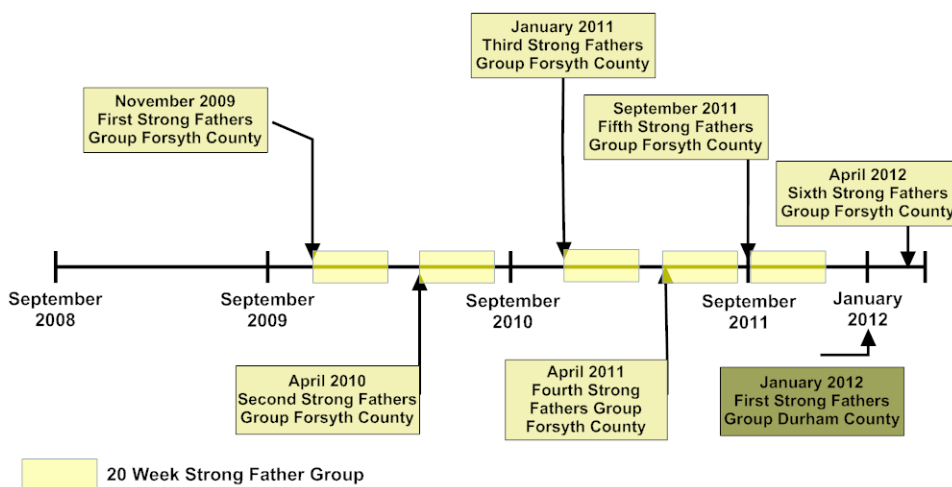 January 2011
Third Strong Fathers
Group Forsyth County
November 2009
First Strong Fathers
Group Forsyth County
September 2011
Fifth Strong Fathers
Group Forsyth County
April 2012
Sixth Strong Fathers
Group Forsyth County
September
2008
September
2009
September
2010
September
2011
January
2012
April 2010
Second Strong Fathers
Group Forsyth County
April 2011
Fourth Strong
Fathers Group
Forsyth County
January 2012
First Strong Fathers
Group Durham County
20 Week Strong Father Group